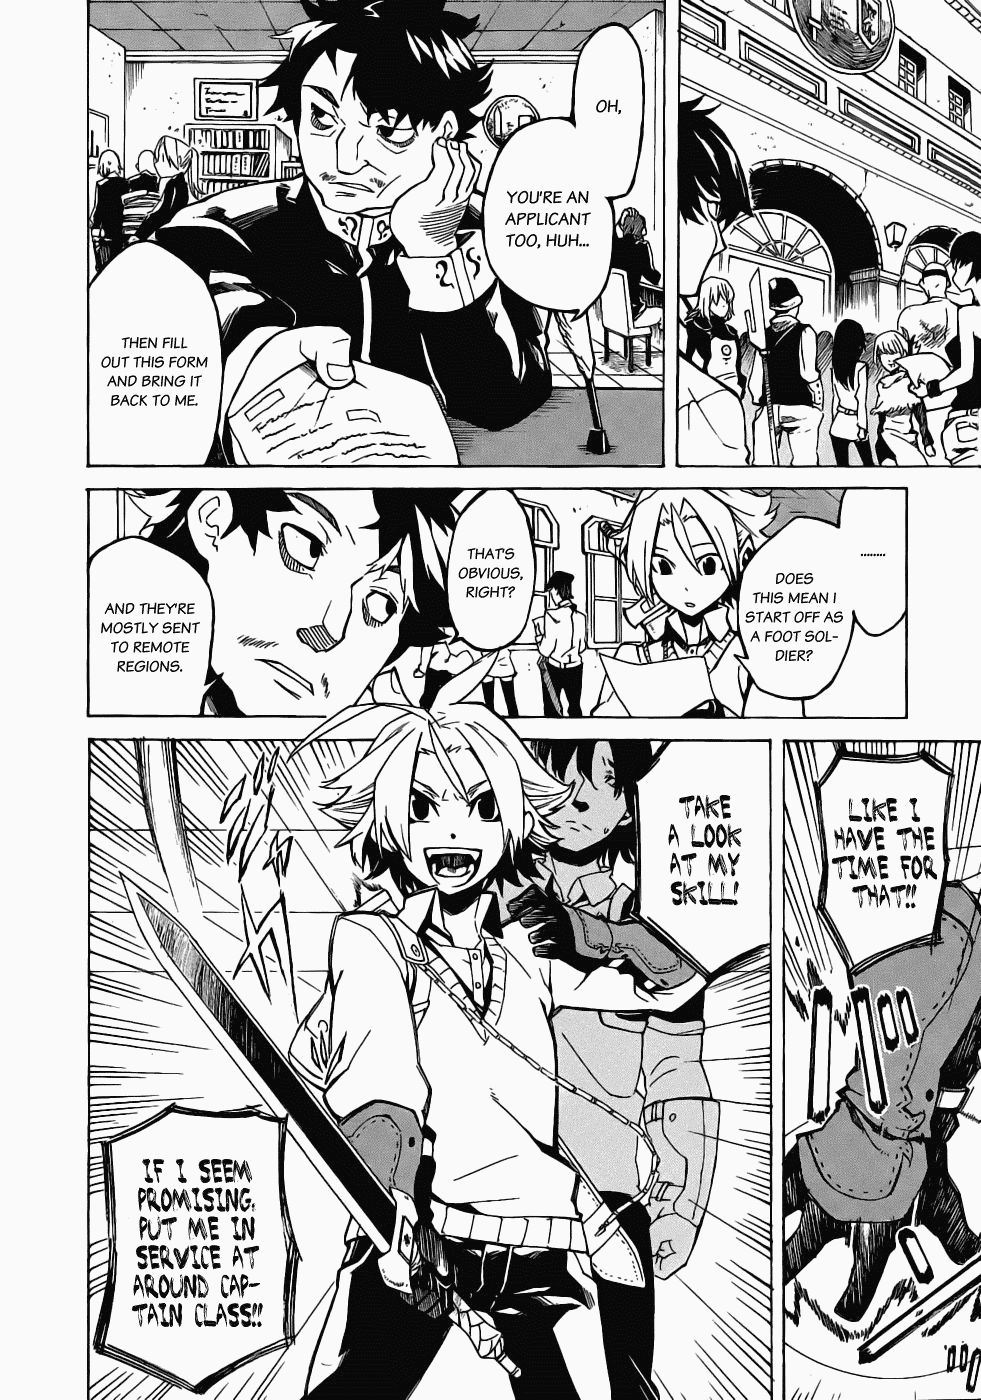 OH,
YOU'RE AN
APPLICANT
TOO, HUH...
THEN FILL
OUT THIS FORM
AND BRING IT
BACK TO ME.
.........
DOES
THIS MEAN I
START OFF AS
A FOOT SOL-
DIER?
THAT'S
OBVIOUS,
RIGHT?
AND THEY'RE
MOSTLY SENT
TO REMOTE
REGIONS.
LIKE I
HAVE THE
TIME FOR
THAT!!
TAKE
A LOOK
AT MY
SKILL!
IF I SEEM
PROMISING,
PUT ME IN
SERVICE AT
AROUND CAP-
TAIN CLASS!!